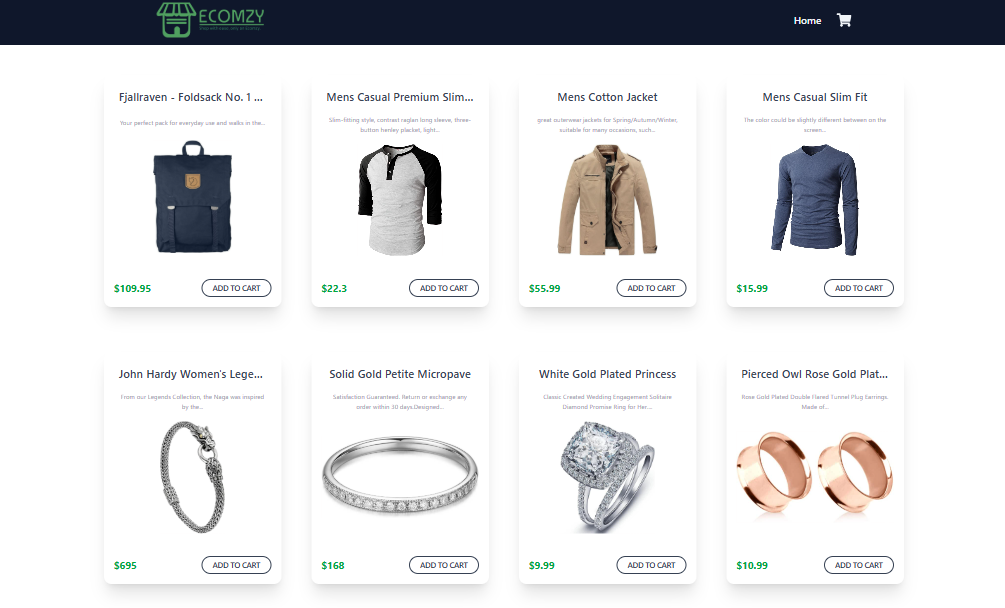 ECOMZY
Home
Fjallraven - Foldsack No. 1 ...
Your perfect pack for everyday use and walks in the...
$109.95
ADD TO CART
Mens Casual Premium Slim...
Slim-fitting style, contrast raglan long sleeve, three-
button henley placket, light...
$22.3
ADD TO CART
Mens Cotton Jacket
great outerwear jackets for Spring/Autumn/Winter,
suitable for many occasions, such...
$55.99
ADD TO CART
Mens Casual Slim Fit
The color could be slightly different between on the
screen...
$15.99
ADD TO CART
John Hardy Women's Lege...
From our Legends Collection, the Naga was inspired
by the...
$695
ADD TO CART
Solid Gold Petite Micropave
Satisfaction Guaranteed. Return or exchange any
order within 30 days.Designed...
$168
ADD TO CART
White Gold Plated Princess
Classic Created Wedding Engagement Solitaire
Diamond Promise Ring for Her....
$9.99
ADD TO CART
Pierced Owl Rose Gold Plat...
Rose Gold Plated Double Flared Tunnel Plug Earrings.
Made of...
$10.99
ADD TO CART